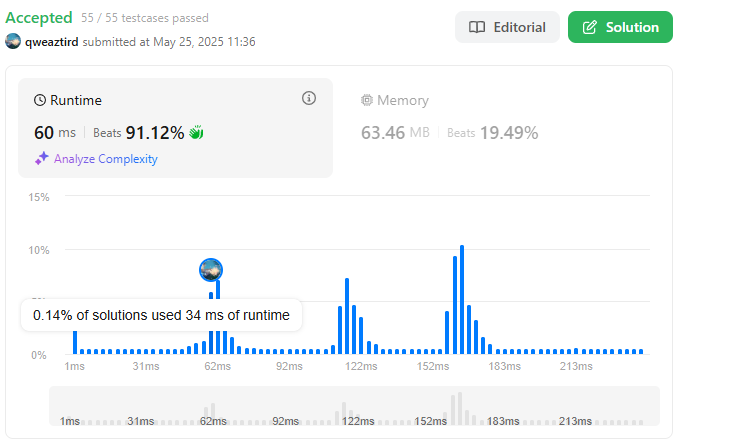 Accepted 55 / 55 testcases passed
qweaztird submitted at May 25, 2025 11:36
Editorial
Solution
Runtime
60 ms Beats 91.12%
Analyze Complexity
Memory
63.46 MB Beats 19.49%
15%
10%
0.14% of solutions used 34 ms of runtime
0%
1ms 31ms 62ms 92ms 122ms 152ms 183ms 213ms
1ms 31ms 62ms 92ms 122ms 152ms 183ms 213ms